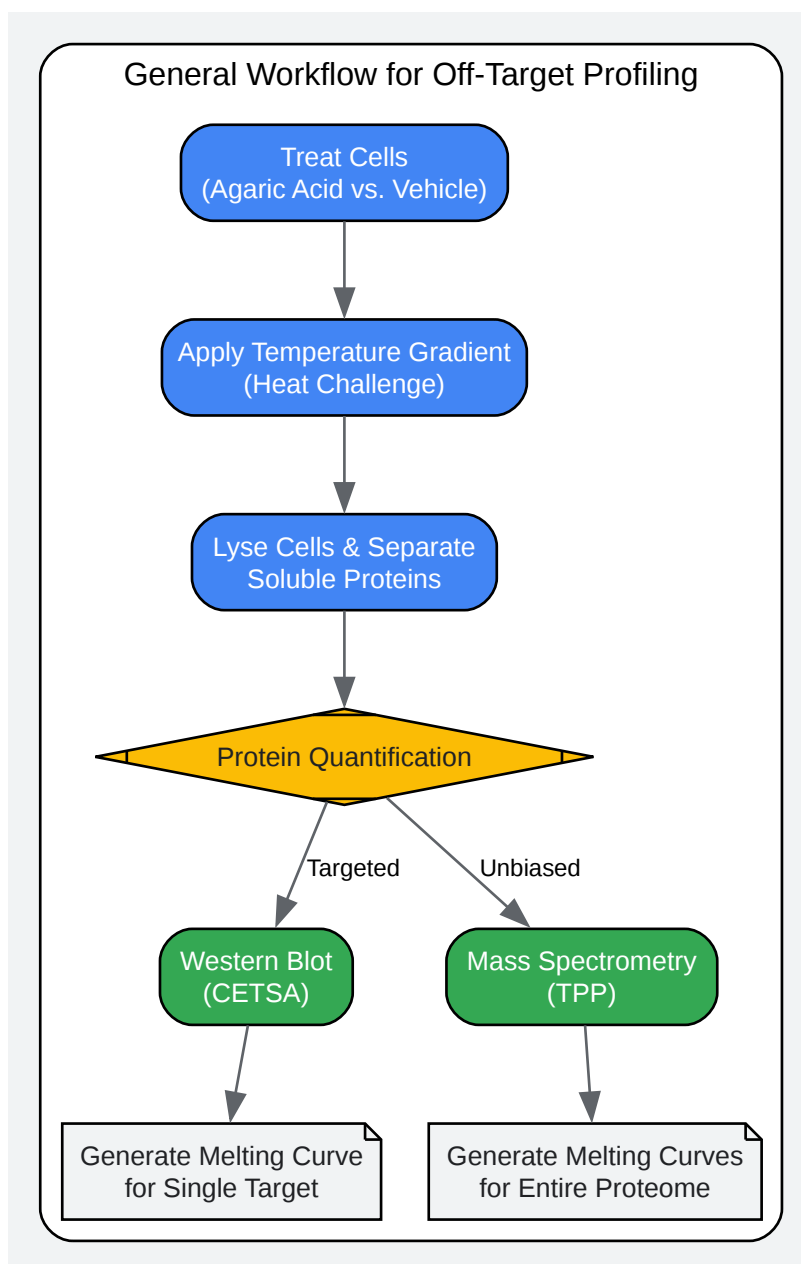 General Workflow for Off-Target Profiling
Treat Cells
(Agaric Acid vs. Vehicle)
Apply Temperature Gradient
(Heat Challenge)
Lyse Cells & Separate
Soluble Proteins
Protein Quantification
Targeted
Unbiased
Western Blot
(CETSA)
Mass Spectrometry
(TPP)
Generate Melting Curve
for Single Target
Generate Melting Curves
for Entire Proteome